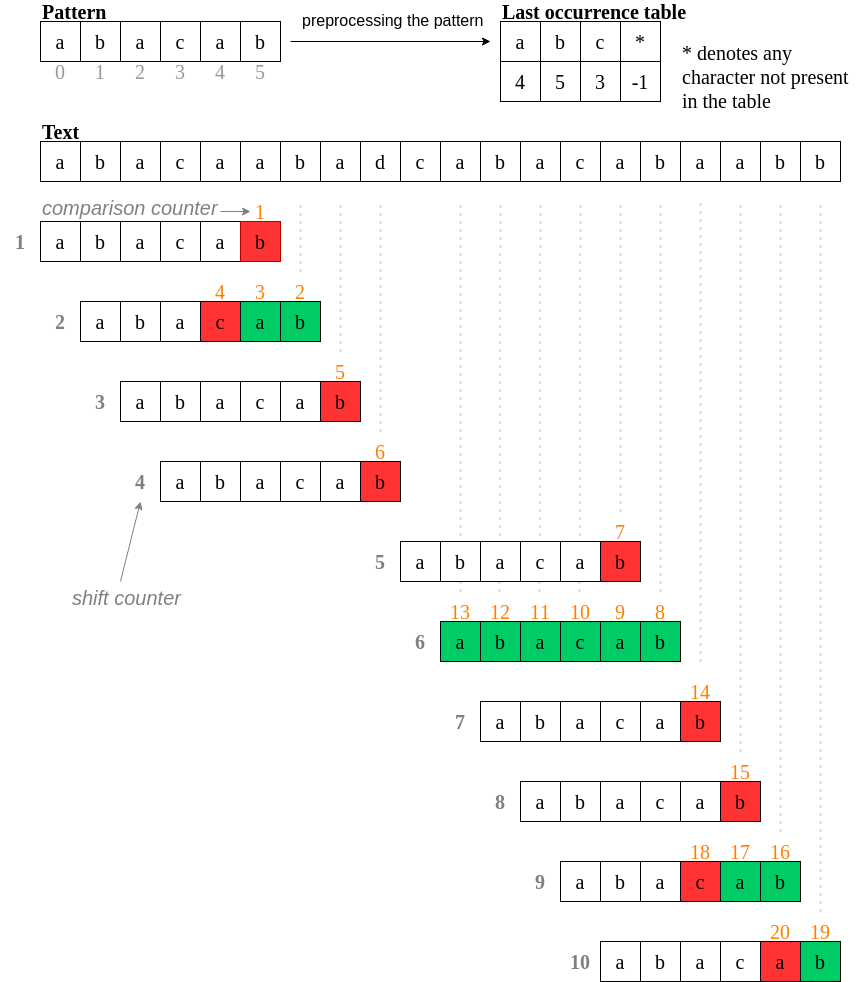 Pattern
preprocessing the pattern
Last occurrence table
a b a c a b
0 1 2 3 4 5
a b c *
4 5 3 -1
* denotes any
character not present
in the table
Text
a b a c a a b a d c a b a c a b a a b b
comparison counter
1
1 a b a c a b
4 3 2
2 a b a c a b
5
3 a b a c a b
6
4 a b a c a b
7
5 a b a c a b
shift counter
13 12 11 10 9 8
6 a b a c a b
14
7 a b a c a b
15
8 a b a c a b
18 17 16
9 a b a c a b
20 19
10 a b a c a b